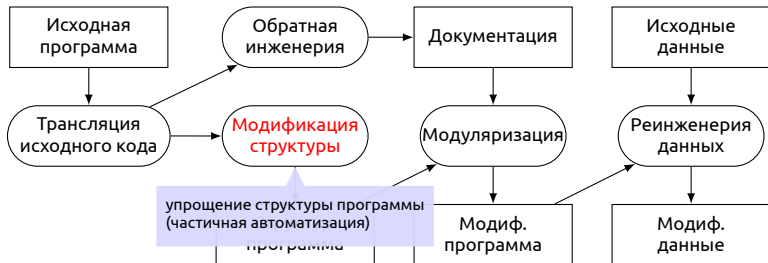 Исходная
программа
Обратная
инженерия
Документация
Исходные
данные
Трансляция
исходного кода
Модификация
структуры
Модуляризация
Реинженерия
данных
упрощение структуры программы
(частичная автоматизация)
программа
Модиф.
программа
Модиф.
данные